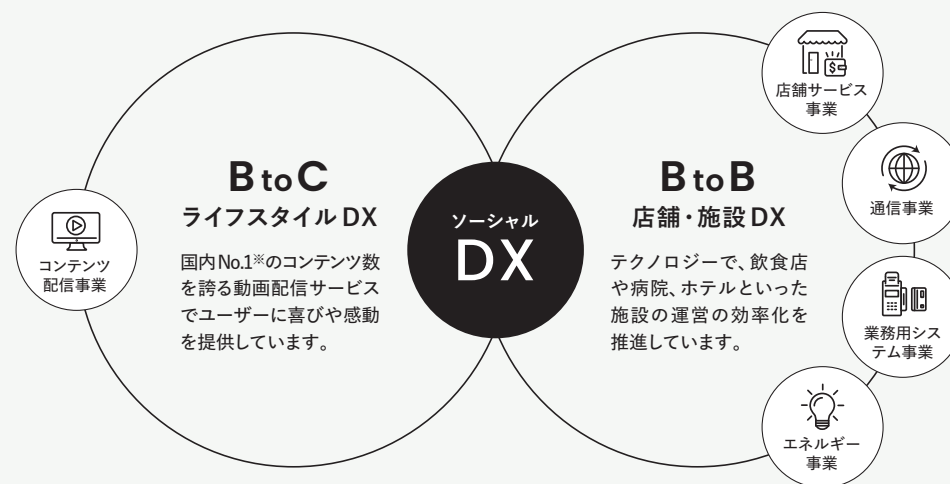 コンテンツ
配信事業
B to C
ライフスタイル DX
国内No.1※のコンテンツ数
を誇る動画配信サービス
でユーザーに喜びや感動
を提供しています。
ソーシャル
DX
B to B
店舗・施設 DX
テクノロジーで、飲食店
や病院、ホテルといった
施設の運営の効率化を
推進しています。
$
店舗サービス
事業
通信事業
業務用シス
テム事業
エネルギー
事業